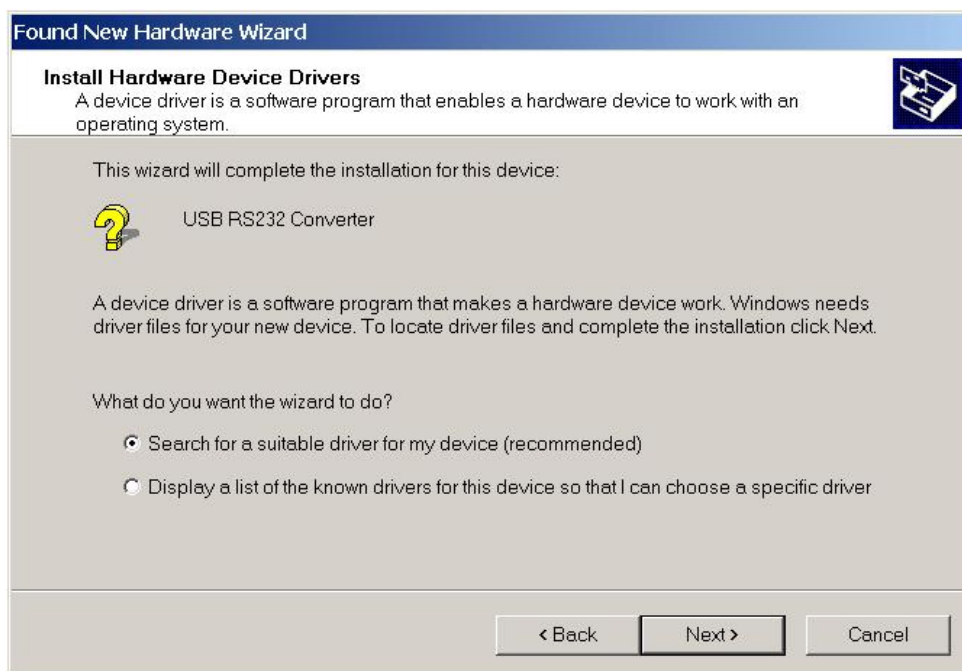 Found New Hardware Wizard
Install Hardware Device Drivers
A device driver is a software program that enables a hardware device to work with an
operating system.
This wizard will complete the installation for this device:
USB RS232 Converter
A device driver is a software program that makes a hardware device work. Windows needs
driver files for your new device. To locate driver files and complete the installation click Next.
What do you want the wizard to do?
Search for a suitable driver for my device (recommended)
Display a list of the known drivers for this device so that I can choose a specific driver
< Back Next > Cancel